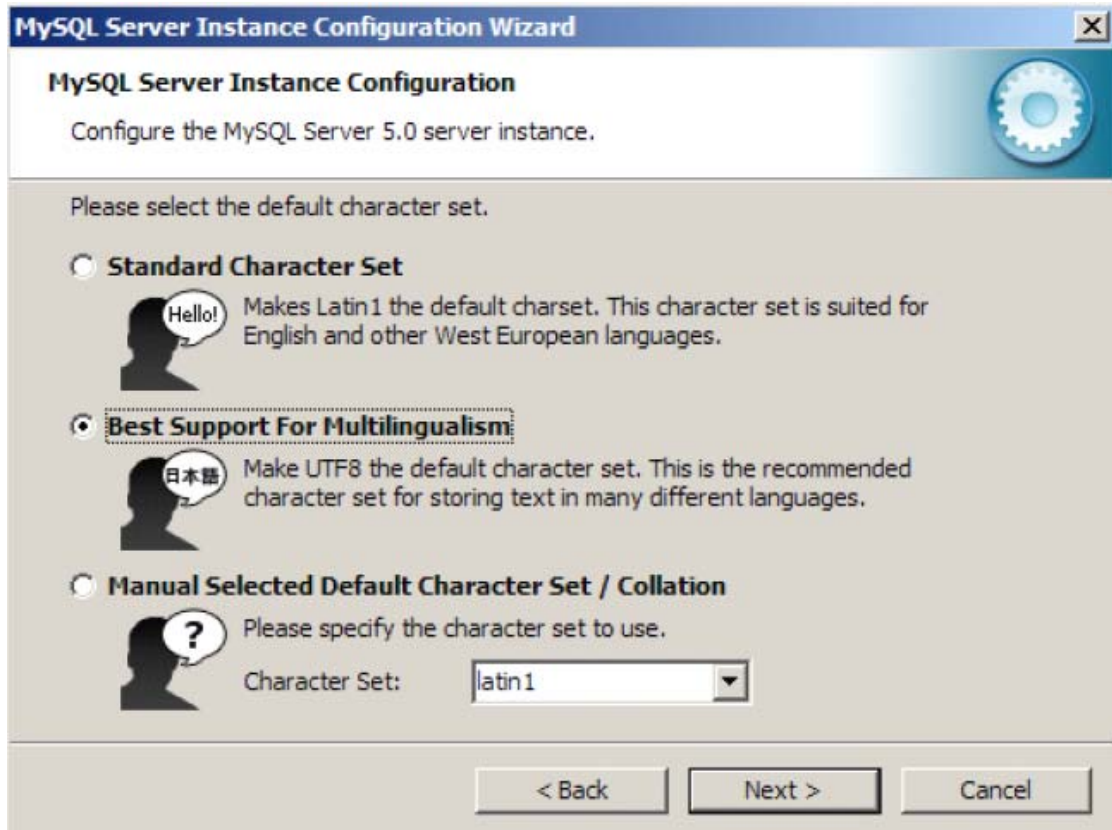 MySQL Server Instance Configuration Wizard
MySQL Server Instance Configuration
Configure the MySQL Server 5.0 server instance.
Please select the default character set.
Standard Character Set
Hello!
Makes Latin1 the default charset. This character set is suited for
English and other West European languages.
Best Support For Multilingualism
日本語
Make UTF8 the default character set. This is the recommended
character set for storing text in many different languages.
Manual Selected Default Character Set / Collation
?
Please specify the character set to use.
Character Set: latin1
< Back Next > Cancel